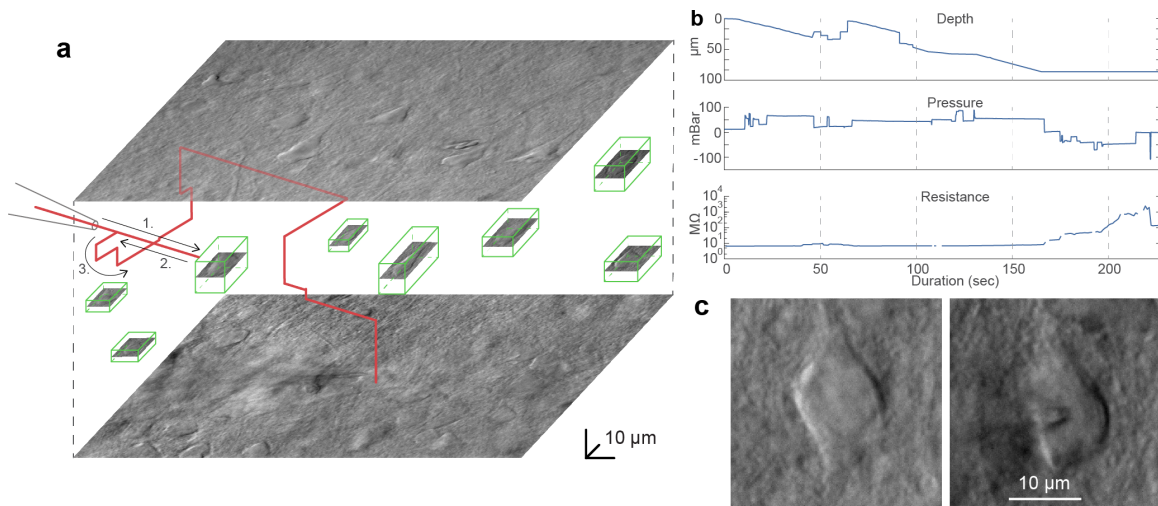 a
1.
2.
3.
10 µm
b
Depth
0
50
100
µm
Pressure
100
0
-100
mBar
Resistance
10⁴
10³
10²
10¹
10⁰
MΩ
0 50 100 150 200
Duration (sec)
c
10 µm